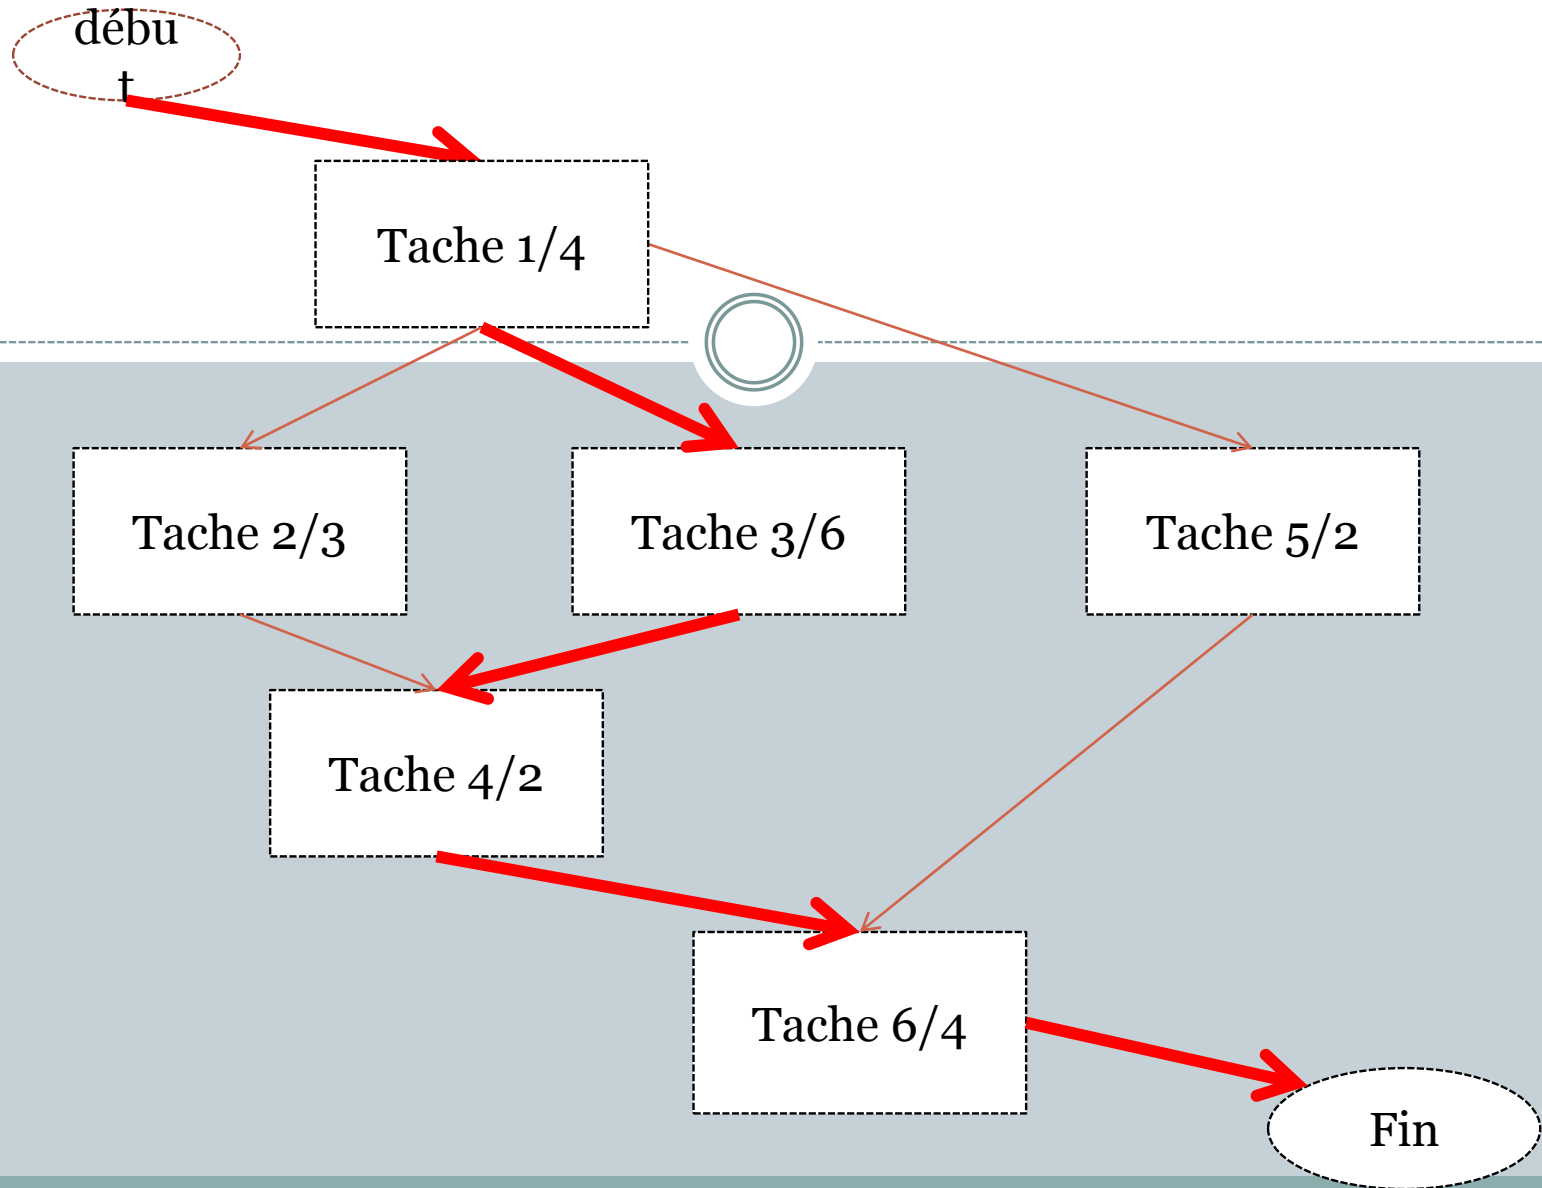 débu
t
Tache 1/4
Tache 2/3
Tache 3/6
Tache 5/2
Tache 4/2
Tache 6/4
Fin